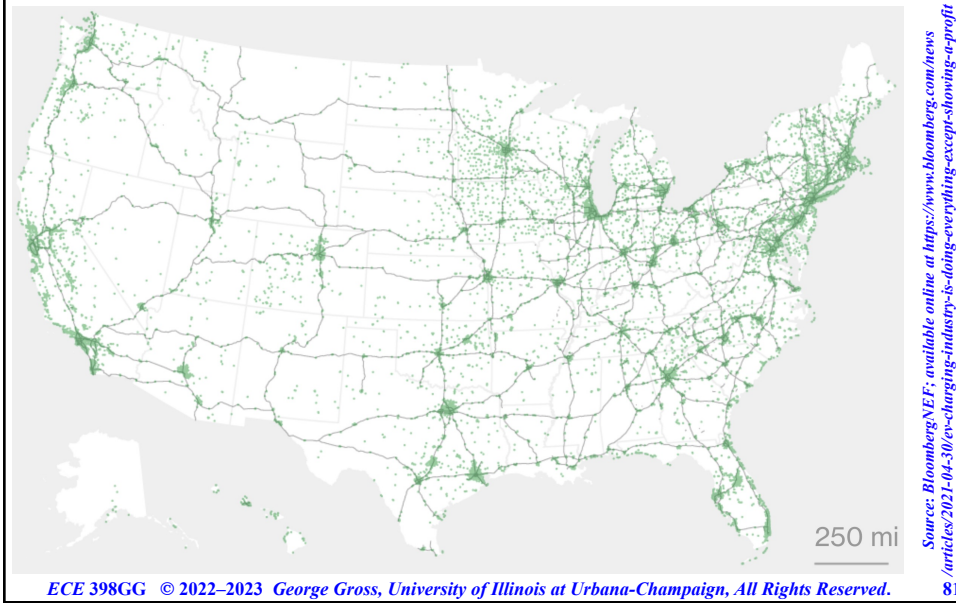 250 mi
Source: BloombergNEF; available online at https://www.bloomberg.com/news
/articles/2021-04-30/ev-charging-industry-is-doing-everything-except-showing-a-profit
ECE 398GG © 2022–2023 George Gross, University of Illinois at Urbana-Champaign, All Rights Reserved.
81